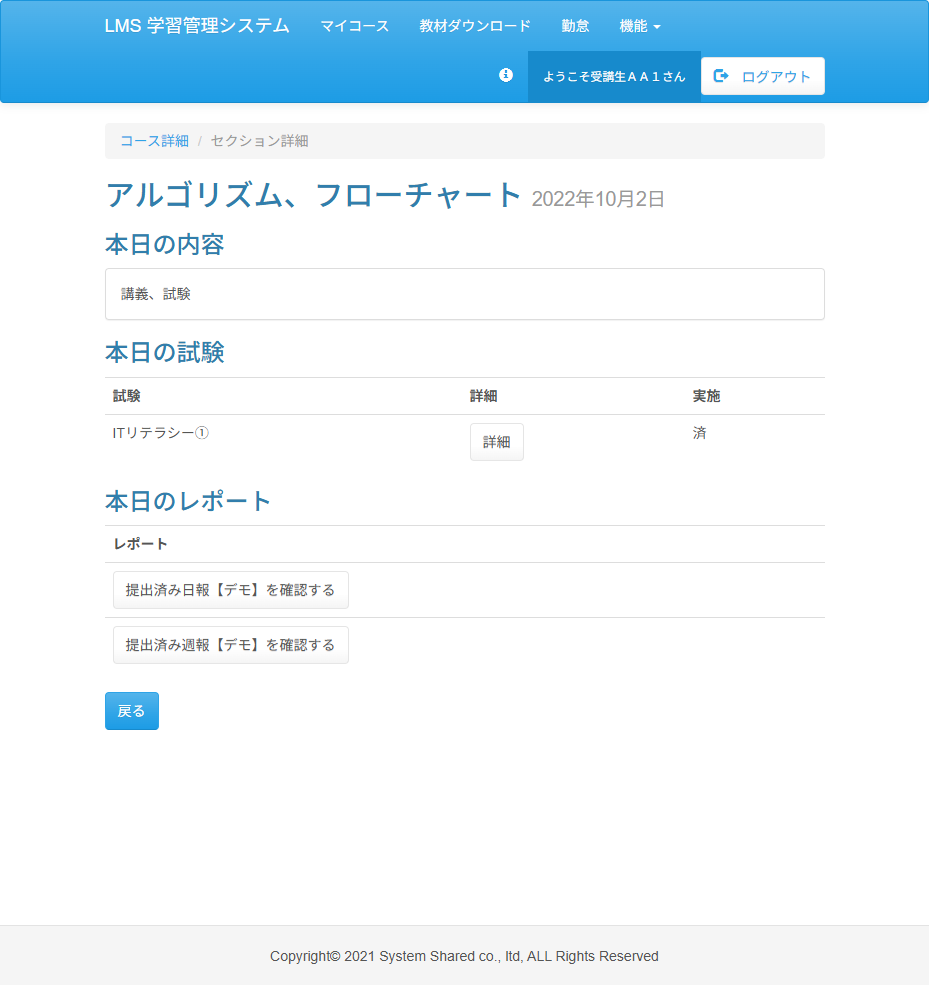 LMS 学習管理システム マイコース 教材ダウンロード 勤怠 機能
ようこそ受講生ＡＡ１さん ログアウト
コース詳細 / セクション詳細
アルゴリズム、フローチャート 2022年10月2日
本日の内容
講義、試験
本日の試験
試験 詳細 実施
ITリテラシー① 詳細 済
本日のレポート
レポート
提出済み日報【デモ】を確認する
提出済み週報【デモ】を確認する
戻る
Copyright© 2021 System Shared co., ltd, ALL Rights Reserved